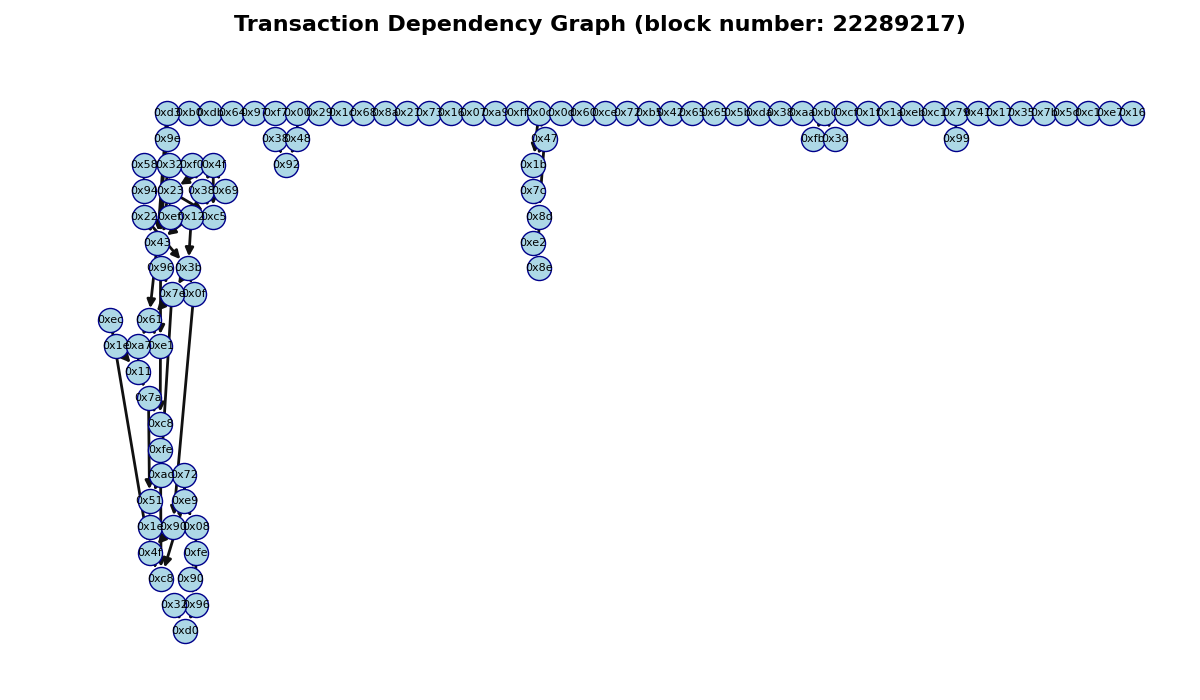 Transaction Dependency Graph (block number: 22289217)
0xd3 0xb0 0xdb 0x64 0x97 0xf7 0x00 0x29 0x1c 0x68 0x8a 0x21 0x73 0x16 0x07 0xa9 0xff 0x0c 0x0d 0x60 0xce 0x72 0xb5 0x42 0x65 0x65 0x5b 0xda 0x38 0xaa 0xb0 0xc5 0x1f 0x1a 0xeb 0xc1 0x79 0x41 0x17 0x35 0x7b 0x5d 0xc1 0xe7 0x16
0x9e 0x38 0x48 0x47 0xfb 0x3d 0x99
0x58 0x32 0xf0 0x4f 0x92 0x1b
0x94 0x23 0x38 0x69 0x7c
0x22 0xef 0x12 0xc5 0x8d
0x43 0xe2
0x96 0x3b 0x8e
0x7e 0x0f
0xec 0x61
0x1e 0xa7 0xe1
0x11
0x7a
0xc8
0xfe
0xac 0x72
0x51 0xe9
0x1e 0x90 0x08
0x4f 0xfe
0xc8 0x90
0x32 0x96
0xd0